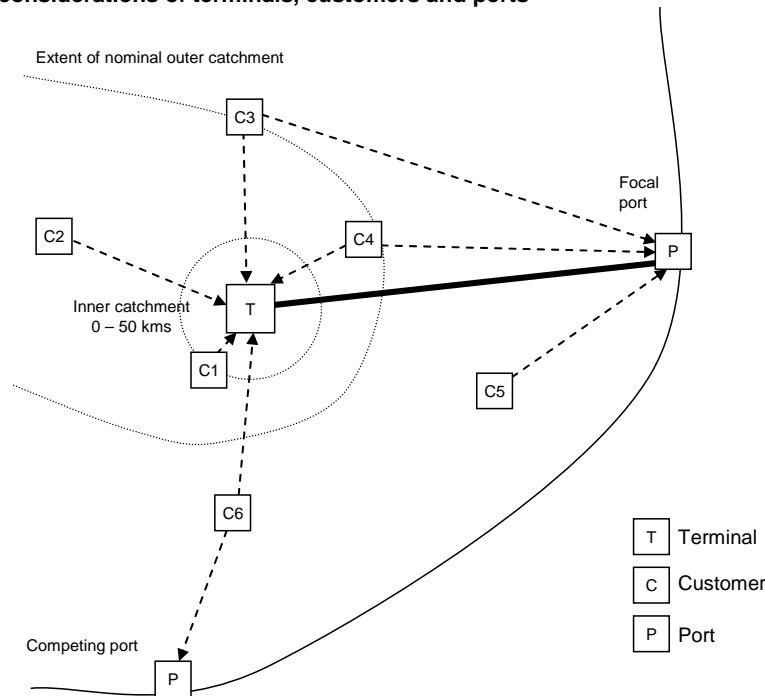 considerations of terminals, customers and ports
Extent of nominal outer catchment
C3
Focal
port
C2
C4
P
Inner catchment
0 – 50 kms
T
C1
C5
C6
T Terminal
C Customer
P Port
Competing port
P